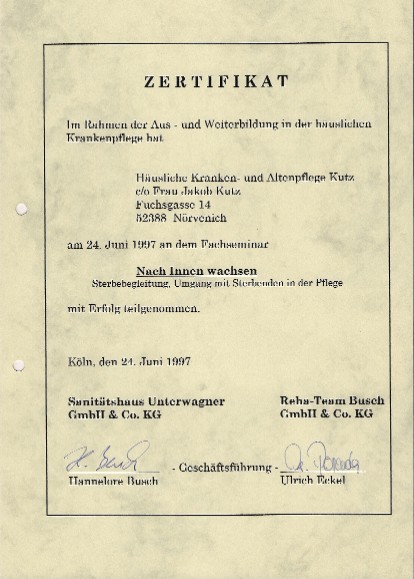 ZERTIFIKAT
Im Rahmen der Aus - und Weiterbildung in der häuslichen
Krankenpflege hat
Häusliche Kranken- und Altenpflege Kutz
c/o Frau Jakob Kutz
Fuchsgasse 14
52388 Nörvenich
am 24. Juni 1997 an dem Fachseminar
Nach Innen wachsen
Sterbebegleitung, Umgang mit Sterbenden in der Pflege
mit Erfolg teilgenommen.
Köln, den 24. Juni 1997
Sanitätshaus Unterwagner Reha-Team Busch
GmbH & Co. KG GmbH & Co. KG
- Geschäftsführung -
Hannelore Busch Ulrich Eckel